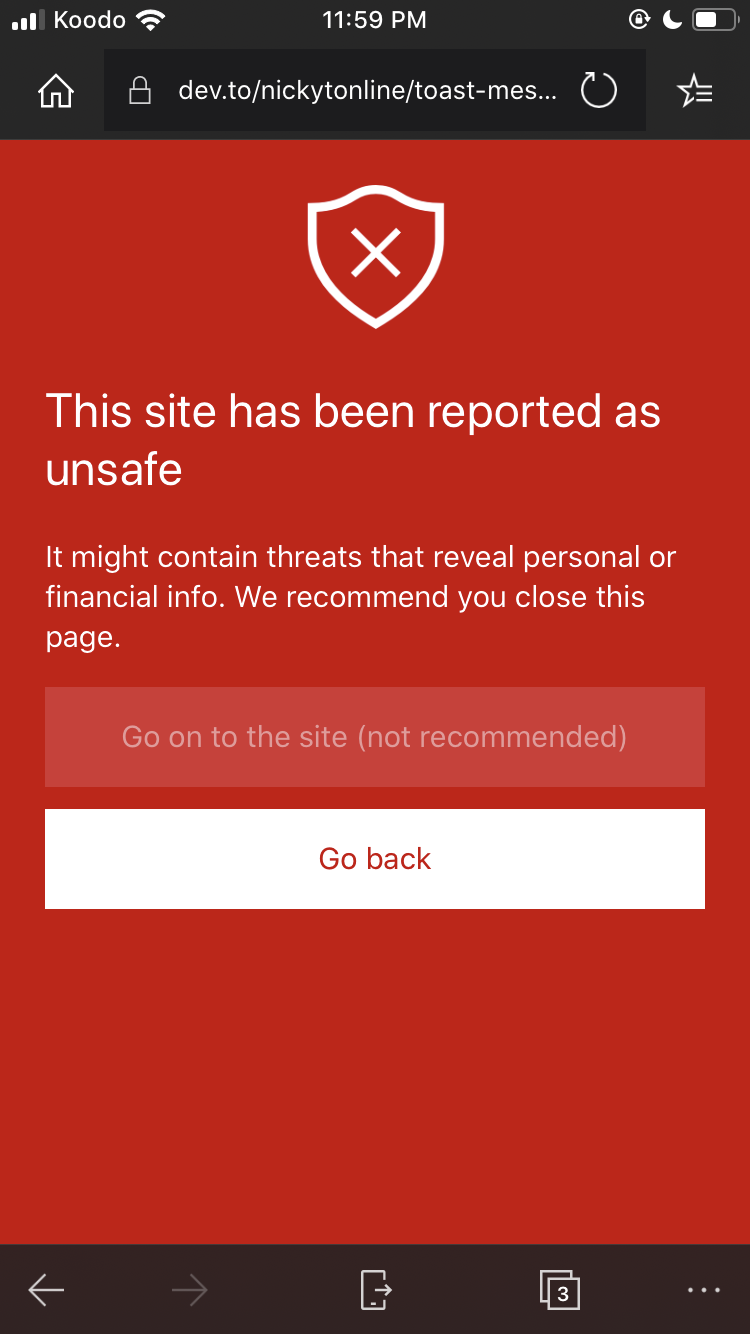 Koodo 11:59 PM
dev.to/nickytonline/toast-mes...
This site has been reported as
unsafe
It might contain threats that reveal personal or
financial info. We recommend you close this
page.
Go on to the site (not recommended)
Go back
3